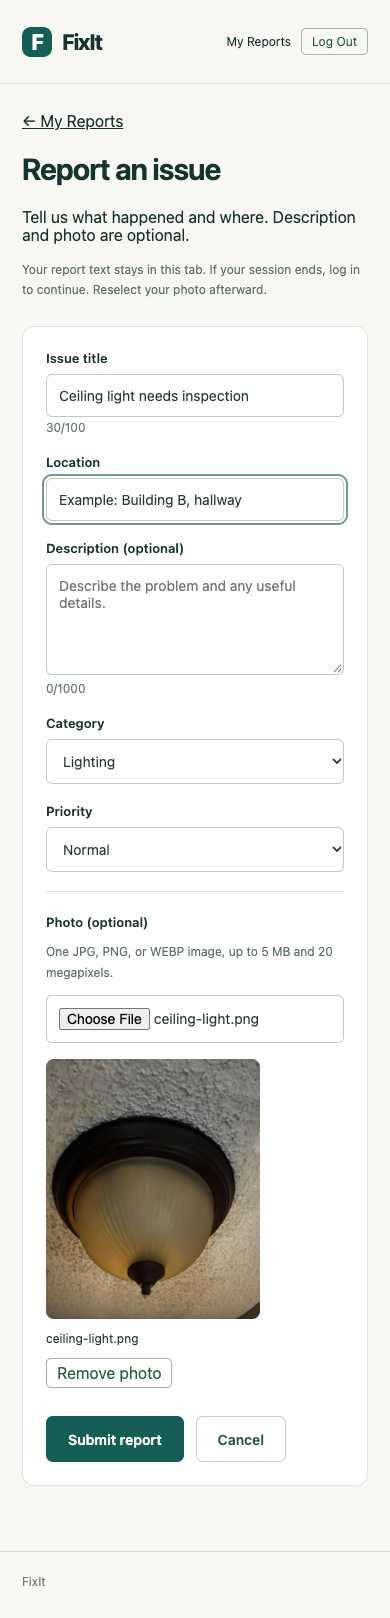 F FixIt
My Reports
Log Out
← My Reports
Report an issue
Tell us what happened and where. Description
and photo are optional.
Your report text stays in this tab. If your session ends, log in
to continue. Reselect your photo afterward.
Issue title
Ceiling light needs inspection
30/100
Location
Example: Building B, hallway
Description (optional)
Describe the problem and any useful
details.
0/1000
Category
Lighting
Priority
Normal
Photo (optional)
One JPG, PNG, or WEBP image, up to 5 MB and 20
megapixels.
Choose File ceiling-light.png
ceiling-light.png
Remove photo
Submit report
Cancel
FixIt